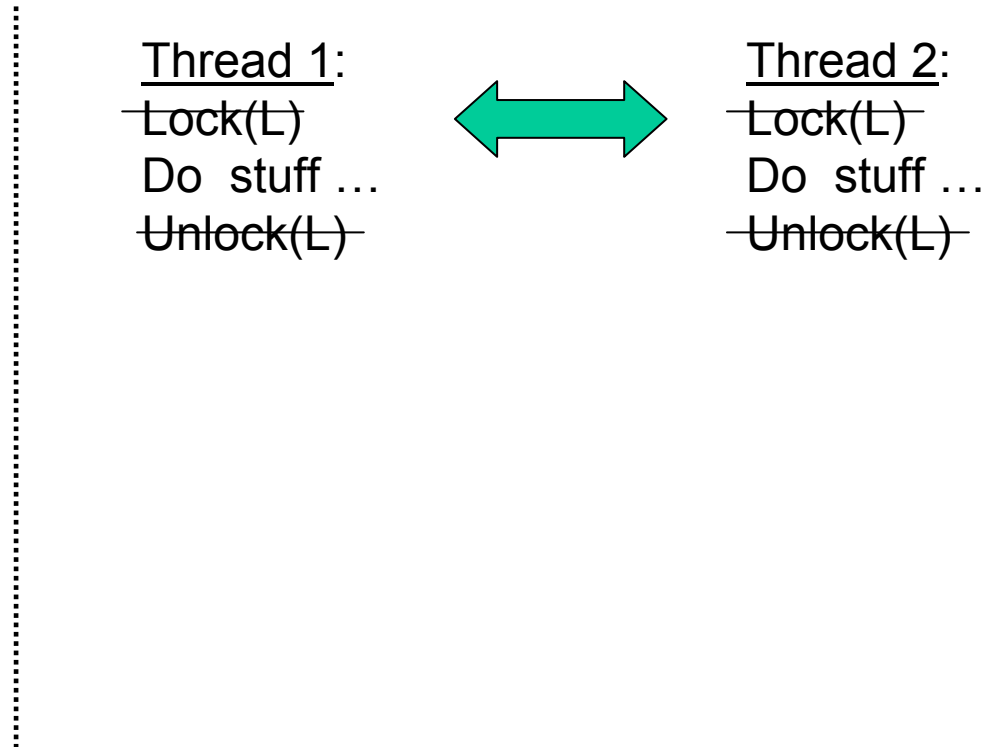 Thread 1:
Lock(L)
Do stuff …
Unlock(L)
Thread 2:
Lock(L)
Do stuff …
Unlock(L)